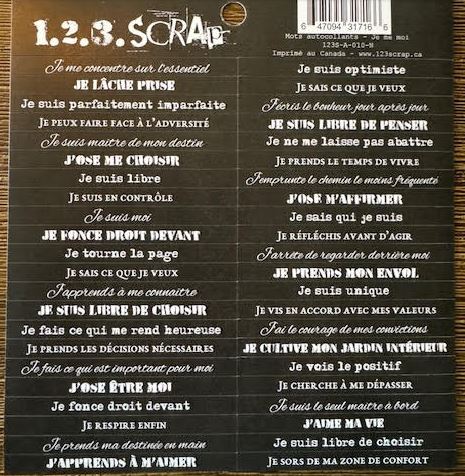 1.2.3. SCRAP
6 47094 31716 6
Mots autocollants - Je me moi
123S-A-010-N
Imprimé au Canada - www.123scrap.ca
Je me concentre sur l'essentiel
JE LÂCHE PRISE
Je suis parfaitement imparfaite
JE PEUX FAIRE FACE À L'ADVERSITÉ
Je suis maître de mon destin
J'OSE ME CHOISIR
Je suis libre
JE SUIS EN CONTRÔLE
Je suis moi
JE FONCE DROIT DEVANT
Je tourne la page
JE SAIS CE QUE JE VEUX
J'apprends à me connaître
JE SUIS LIBRE DE CHOISIR
Je fais ce qui me rend heureuse
JE PRENDS LES DÉCISIONS NÉCESSAIRES
Je fais ce qui est important pour moi
J'OSE ÊTRE MOI
Je fonce droit devant
JE RESPIRE ENFIN
Je prends ma destinée en main
J'APPRENDS À M'AIMER
Je suis optimiste
JE SAIS CE QUE JE VEUX
J'écris le bonheur jour après jour
JE SUIS LIBRE DE PENSER
Je ne me laisse pas abattre
JE PRENDS LE TEMPS DE VIVRE
J'emprunte le chemin le moins fréquenté
J'OSE M'AFFIRMER
Je sais qui je suis
JE RÉFLÉCHIS AVANT D'AGIR
J'arrête de regarder derrière moi
JE PRENDS MON ENVOL
Je suis unique
JE VIS EN ACCORD AVEC MES VALEURS
J'ai le courage de mes convictions
JE CULTIVE MON JARDIN INTÉRIEUR
Je vois le positif
JE CHERCHE À ME DÉPASSER
Je suis le seul maître à bord
J'AIME MA VIE
Je suis libre de choisir
JE SORS DE MA ZONE DE CONFORT